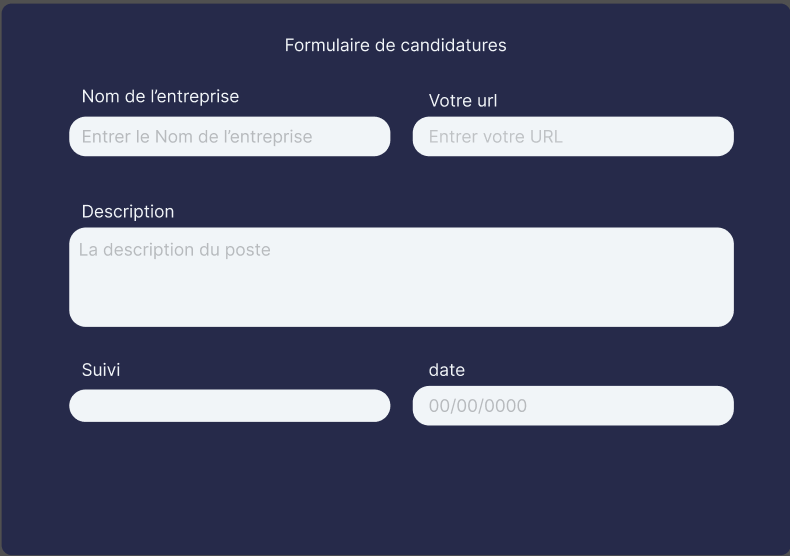 Formulaire de candidatures
Nom de l’entreprise
Votre url
Entrer le Nom de l’entreprise
Entrer votre URL
Description
La description du poste
Suivi
date
00/00/0000